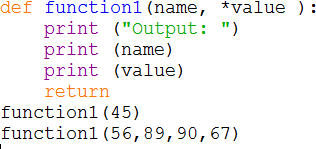 def function1(name, *value ):
    print ("Output: ")
    print (name)
    print (value)
    return
function1(45)
function1(56,89,90,67)